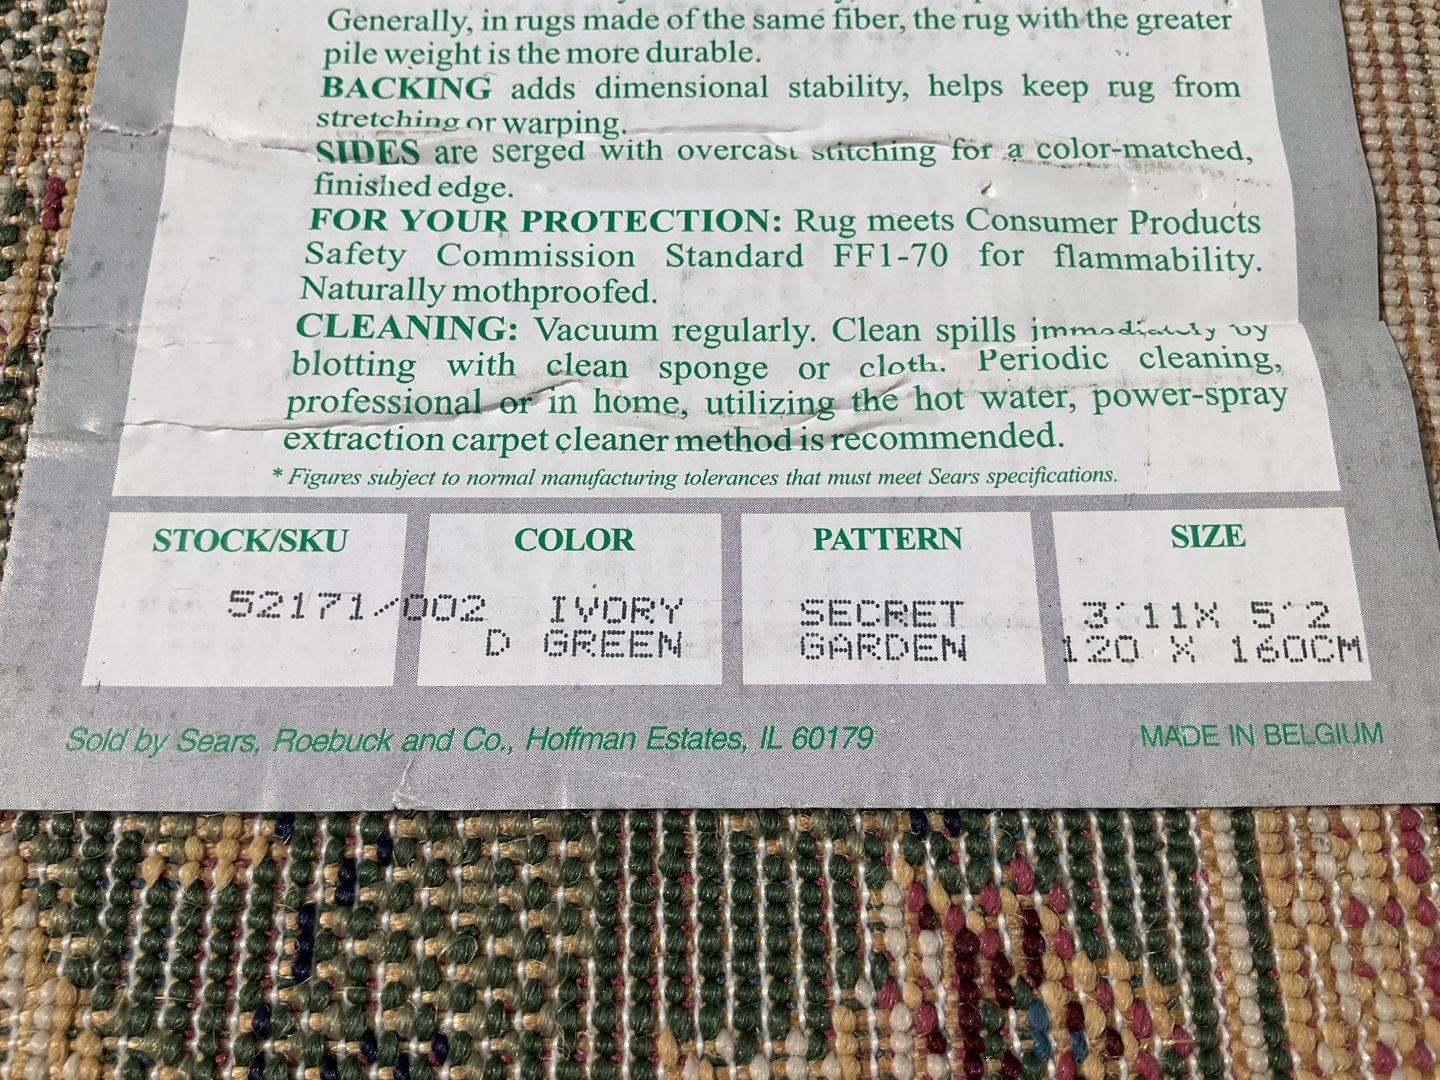 Generally, in rugs made of the same fiber, the rug with the greater
pile weight is the more durable.
BACKING adds dimensional stability, helps keep rug from
stretching or warping.
SIDES are serged with overcast stitching for a color-matched,
finished edge.
FOR YOUR PROTECTION: Rug meets Consumer Products
Safety Commission Standard FF1-70 for flammability.
Naturally mothproofed.
CLEANING: Vacuum regularly. Clean spills immediately by
blotting with clean sponge or cloth. Periodic cleaning,
professional or in home, utilizing the hot water, power-spray
extraction carpet cleaner method is recommended.
* Figures subject to normal manufacturing tolerances that must meet Sears specifications.
STOCK/SKU COLOR PATTERN SIZE
52171/002 IVORY SECRET 3'11X 5'2
D GREEN GARDEN 120 X 160CM
Sold by Sears, Roebuck and Co., Hoffman Estates, IL 60179 MADE IN BELGIUM